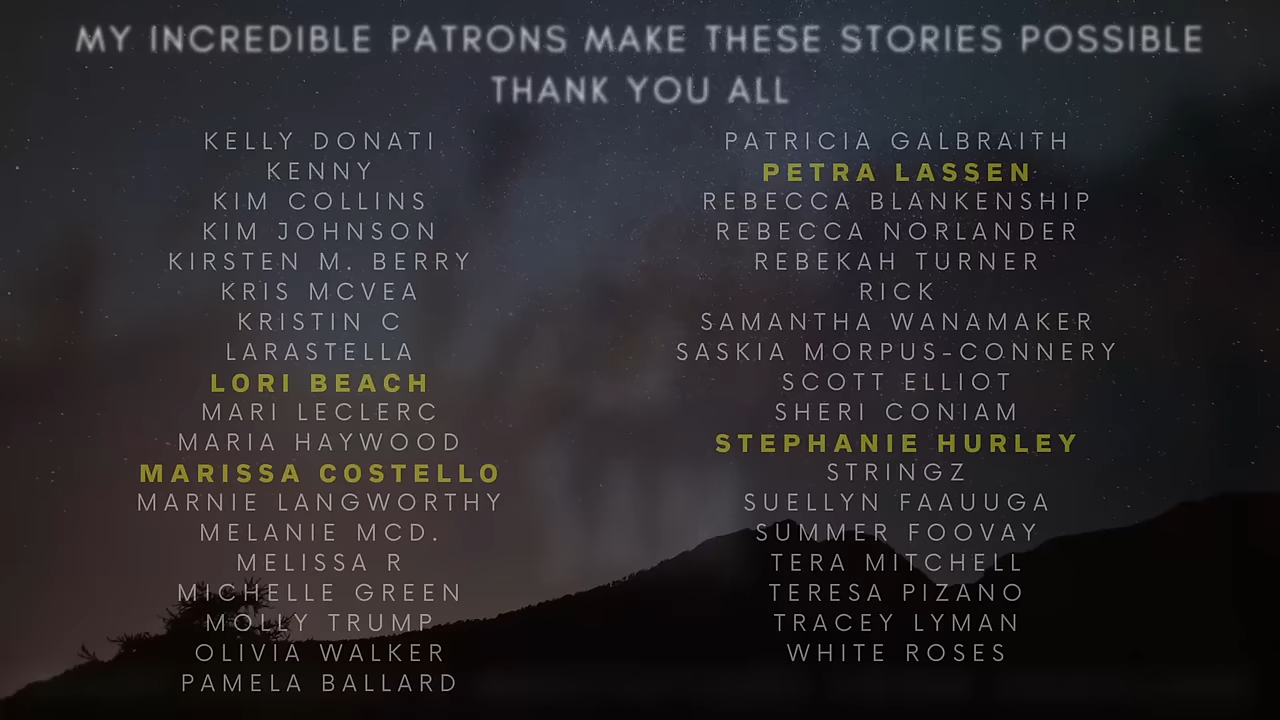 MY INCREDIBLE PATRONS MAKE THESE STORIES POSSIBLE
THANK YOU ALL
KELLY DONATI
KENNY
KIM COLLINS
KIM JOHNSON
KIRSTEN M. BERRY
KRIS MCVEA
KRISTIN C
LARASTELLA
LORI BEACH
MARI LECLERC
MARIA HAYWOOD
MARISSA COSTELLO
MARNIE LANGWORTHY
MELANIE MCD.
MELISSA R
MICHELLE GREEN
MOLLY TRUMP
OLIVIA WALKER
PAMELA BALLARD
PATRICIA GALBRAITH
PETRA LASSEN
REBECCA BLANKENSHIP
REBECCA NORLANDER
REBEKAH TURNER
RICK
SAMANTHA WANAMAKER
SASKIA MORPUS-CONNERY
SCOTT ELLIOT
SHERI CONIAM
STEPHANIE HURLEY
STRINGZ
SUELLYN FAAUUGA
SUMMER FOOVAY
TERA MITCHELL
TERESA PIZANO
TRACEY LYMAN
WHITE ROSES